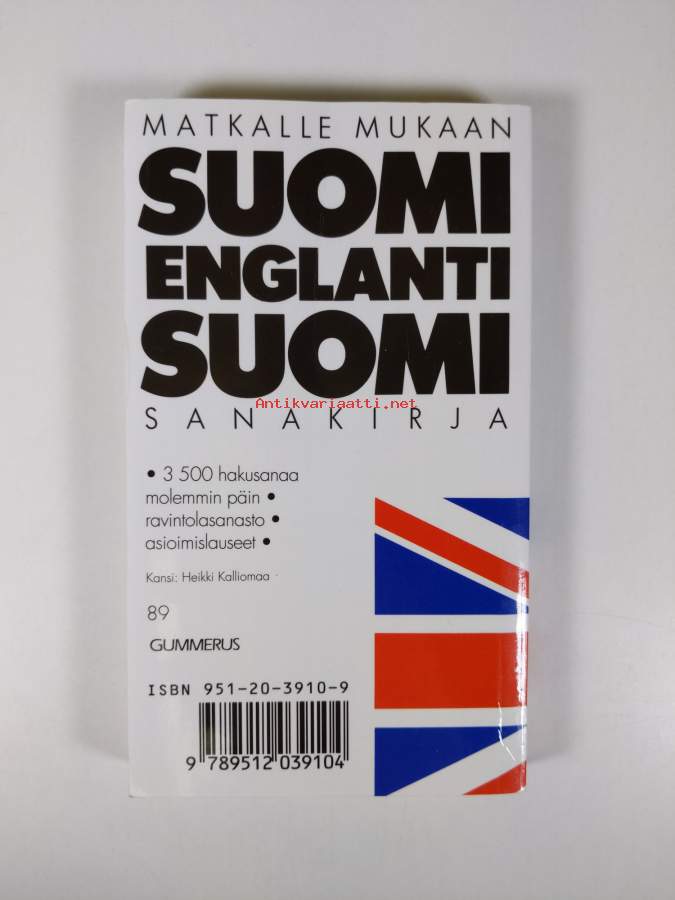 MATKALLE MUKAAN
SUOMI
ENGLANTI
SUOMI
Antikvariaatti.net
SANAKIRJA
• 3 500 hakusanaa
molemmin päin •
ravintolasanasto •
asioimislauseet •
Kansi: Heikki Kalliomaa
89
GUMMERUS
ISBN 951-20-3910-9
9 789512 039104